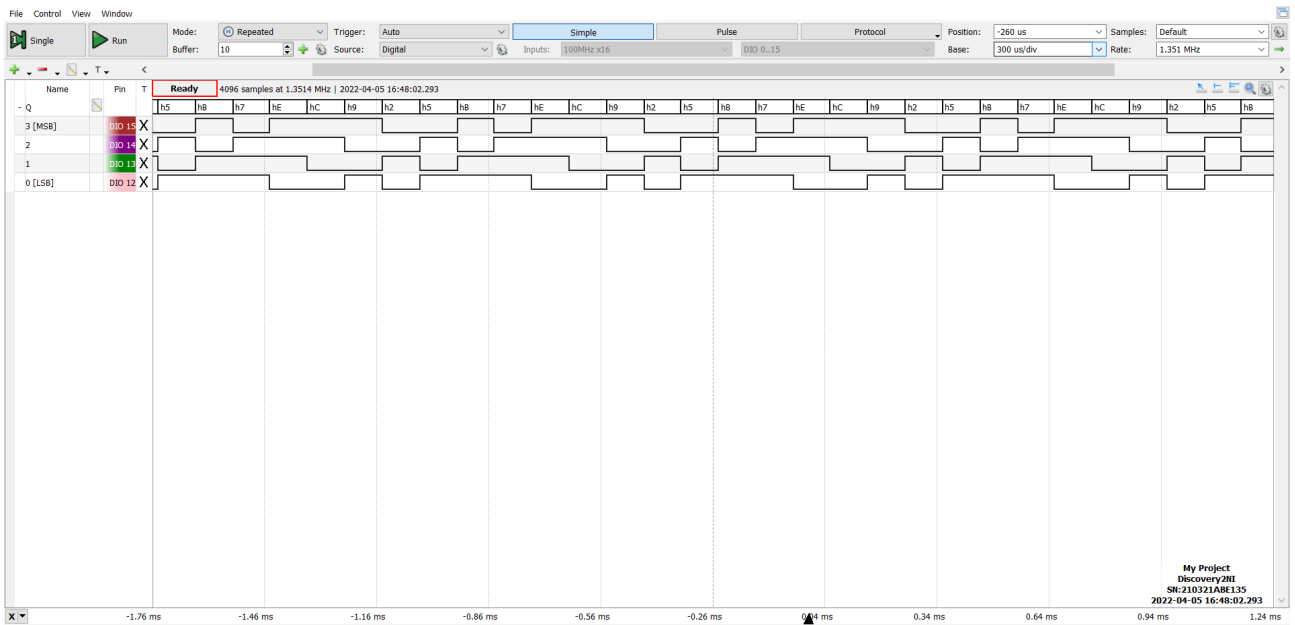 File Control View Window
Single Run Mode: Repeated Trigger: Auto Simple Pulse Protocol Position: -260 us Samples: Default
Buffer: 10 Source: Digital Inputs: 100MHz x16 DIO 0..15 Base: 300 us/div Rate: 1.351 MHz
T
Name Pin T Ready 4096 samples at 1.3514 MHz | 2022-04-05 16:48:02.293
- Q h5 hB h7 hE hC h9 h2 h5 hB h7 hE hC h9 h2 h5 hB h7 hE hC h9 h2 h5 hB h7 hE hC h9 h2 h5 hB
3 [MSB] DIO 15 X
2 DIO 14 X
1 DIO 13 X
0 [LSB] DIO 12 X
My Project
Discovery2NI
SN:210321ABE135
2022-04-05 16:48:02.293
X -1.76 ms -1.46 ms -1.16 ms -0.86 ms -0.56 ms -0.26 ms 0.04 ms 0.34 ms 0.64 ms 0.94 ms 1.24 ms